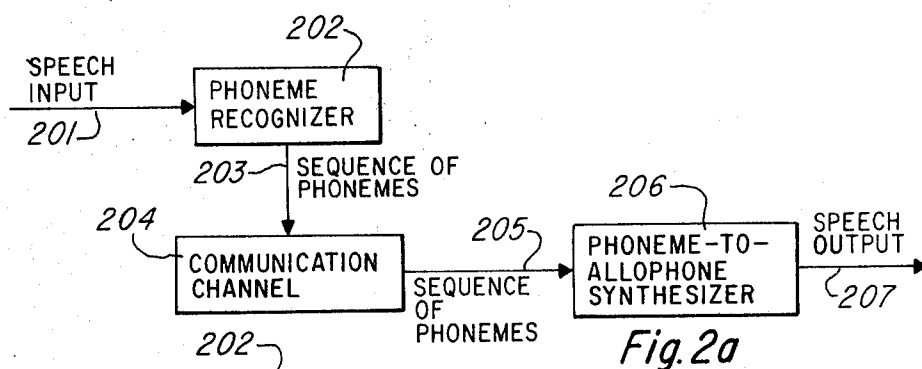 202
SPEECH
INPUT
201
PHONEME
RECOGNIZER
203
SEQUENCE OF
PHONEMES
204
COMMUNICATION
CHANNEL
205
SEQUENCE
OF
PHONEMES
206
PHONEME-TO-
ALLOPHONE
SYNTHESIZER
SPEECH
OUTPUT
207
202
Fig. 2a